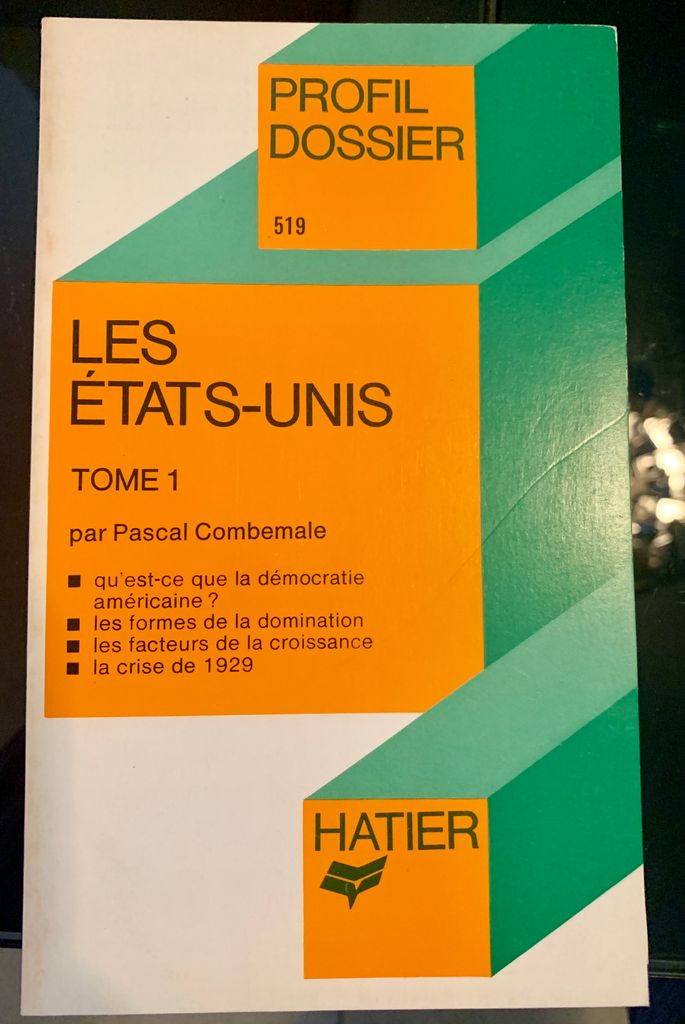 PROFIL
DOSSIER
519
LES
ÉTATS-UNIS
TOME 1
par Pascal Combemale
■ qu'est-ce que la démocratie
américaine ?
■ les formes de la domination
■ les facteurs de la croissance
■ la crise de 1929
HATIER